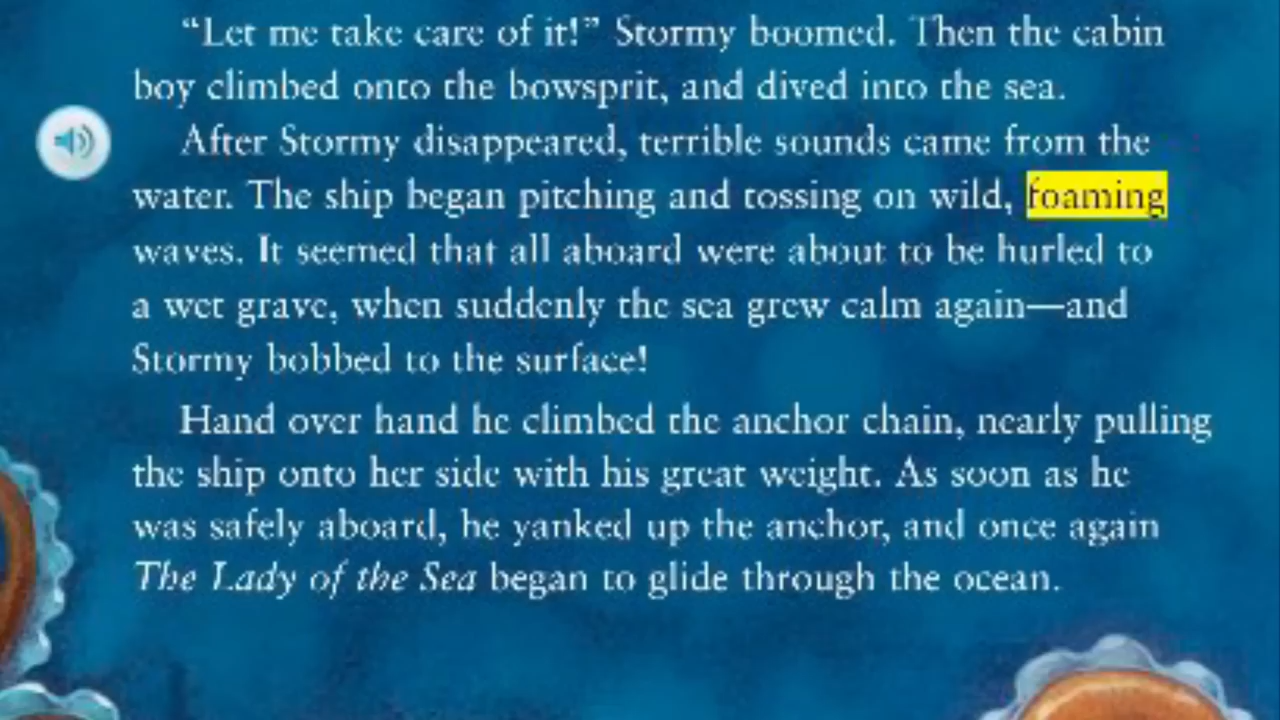 “Let me take care of it!” Stormy boomed. Then the cabin
boy climbed onto the bowsprit, and dived into the sea.
After Stormy disappeared, terrible sounds came from the
water. The ship began pitching and tossing on wild, foaming
waves. It seemed that all aboard were about to be hurled to
a wet grave, when suddenly the sea grew calm again—and
Stormy bobbed to the surface!
Hand over hand he climbed the anchor chain, nearly pulling
the ship onto her side with his great weight. As soon as he
was safely aboard, he yanked up the anchor, and once again
The Lady of the Sea began to glide through the ocean.